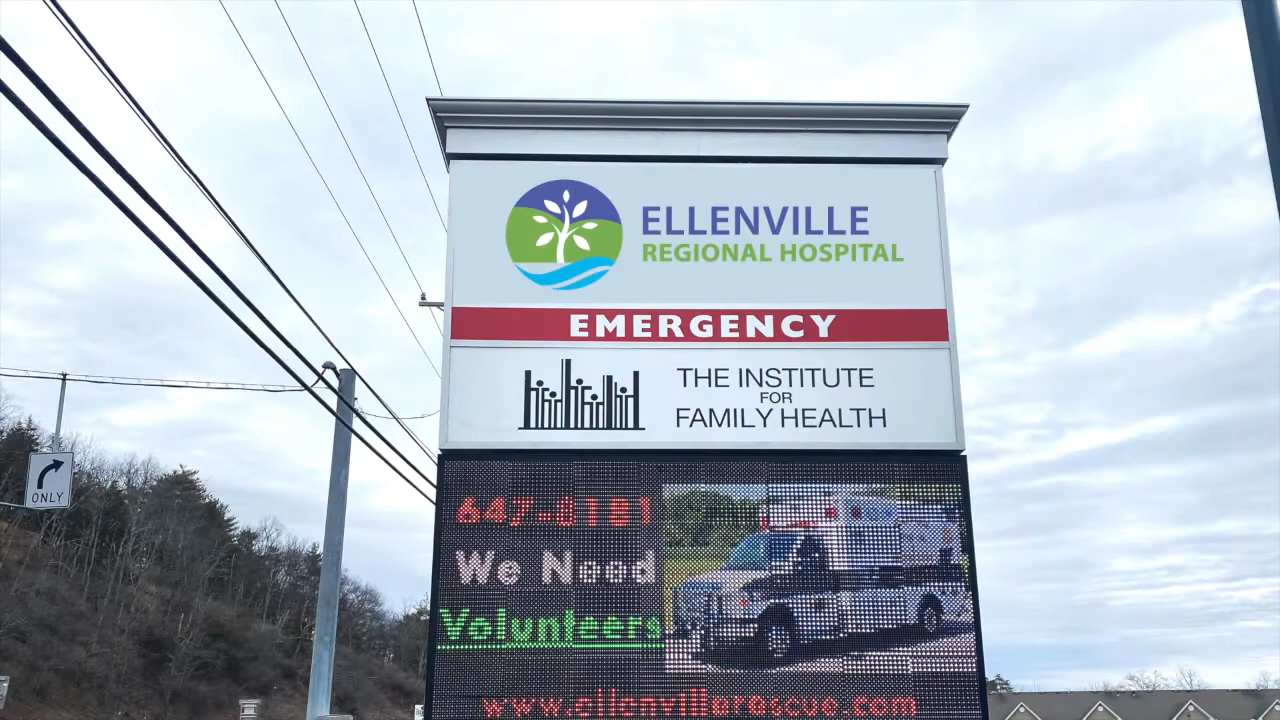 ELLENVILLE
REGIONAL HOSPITAL
EMERGENCY
THE INSTITUTE
FOR
FAMILY HEALTH
ONLY
647-8181
We Need
Volunteers
www.ellenvillerescue.com